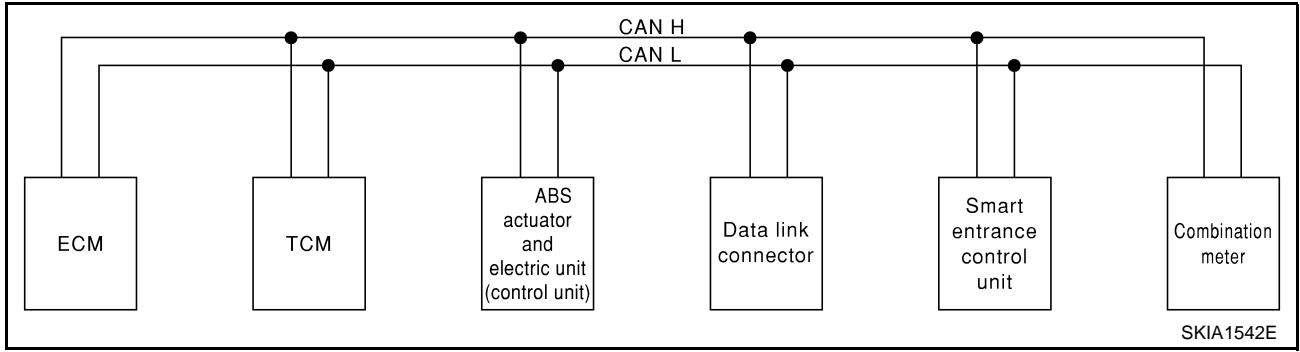 CAN H
CAN L
ECM
TCM
ABS
actuator
and
electric unit
(control unit)
Data link
connector
Smart
entrance
control
unit
Combination
meter
SKIA1542E